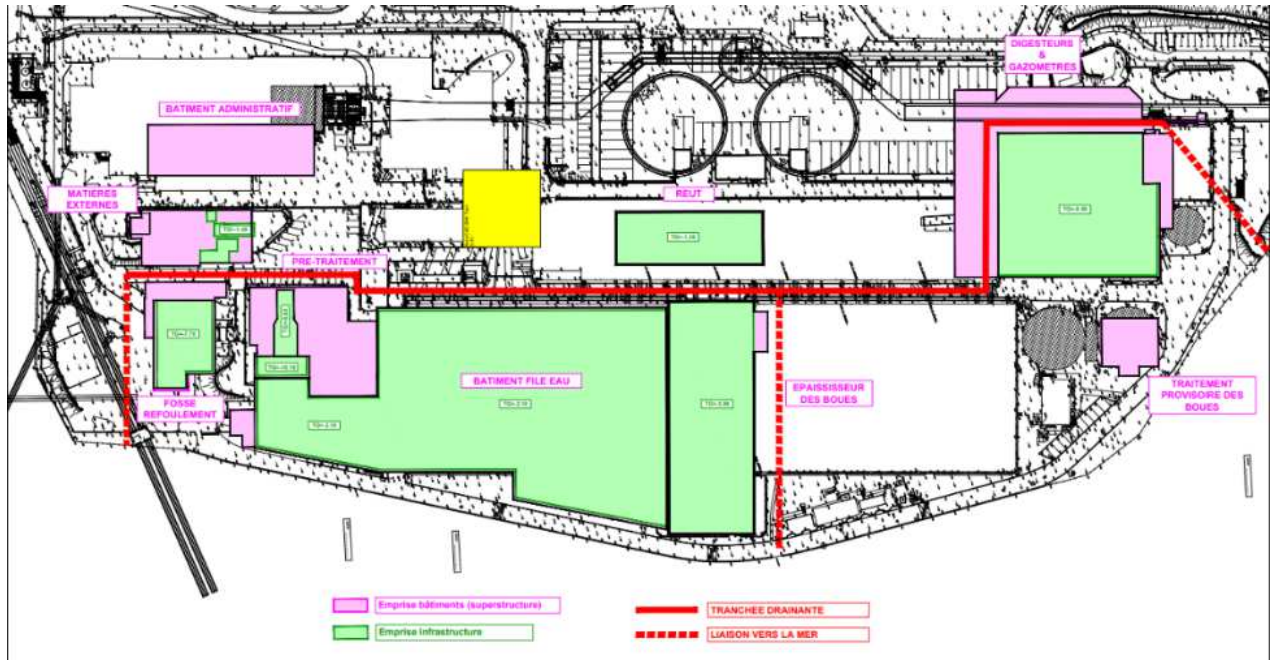 DIGESTEURS
&
GAZOMETRES
BATIMENT ADMINISTRATIF
MATIERES
EXTERNES
REUT
PRE-TRAITEMENT
BATIMENT FILE EAU
EPAISSISSEUR
DES BOUES
TRAITEMENT
PROVISOIRE DES
BOUES
FOSSE
REFOULEMENT
Emprise bâtiments (superstructure)
TRANCHEE DRAINANTE
Emprise infrastructure
LIAISON VERS LA MER